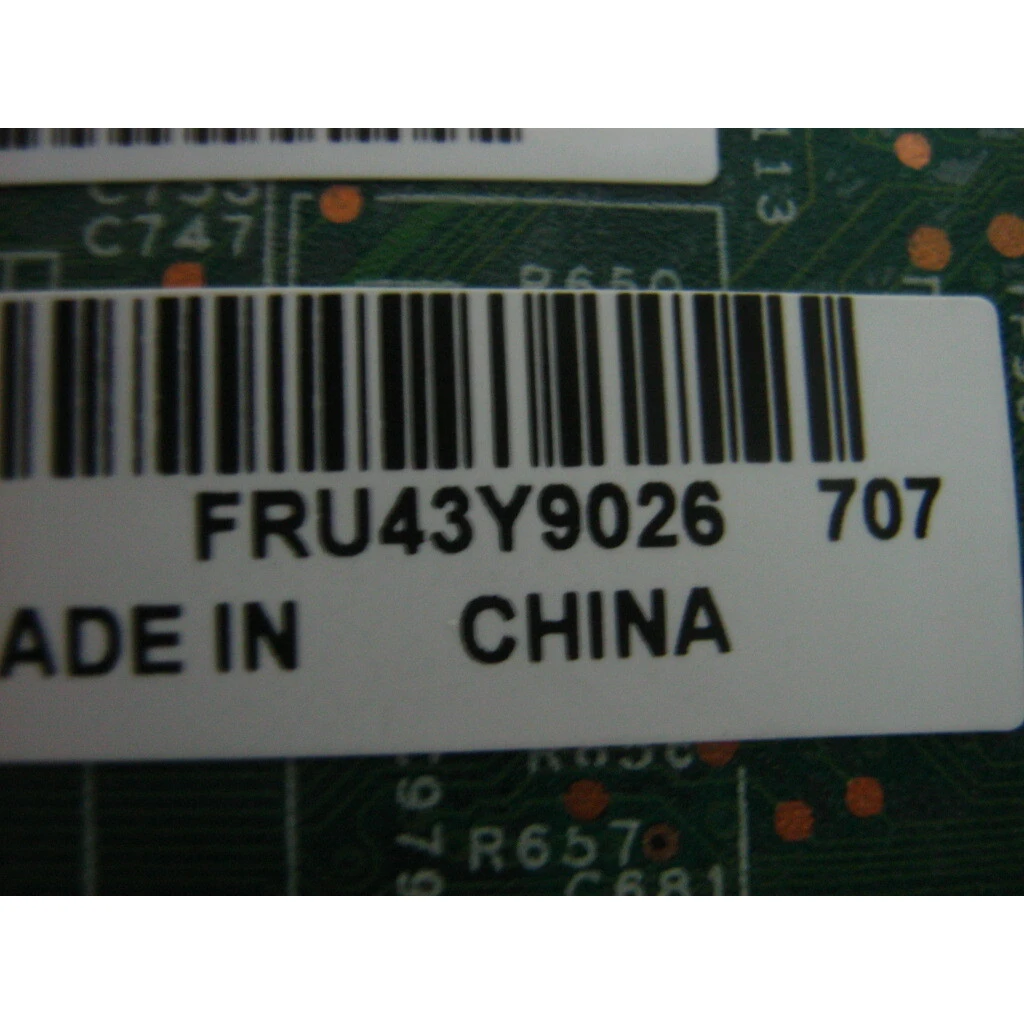 C747
R650
FRU43Y9026 707
ADE IN CHINA
R657
C681